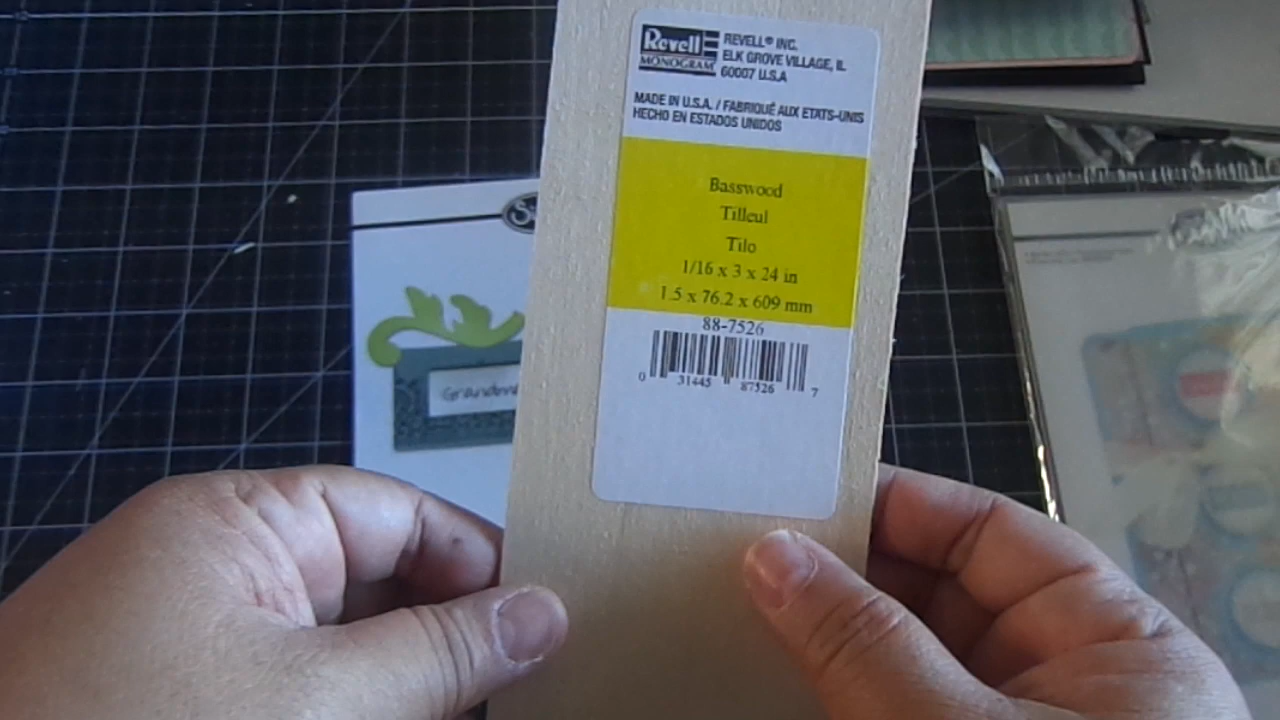 Revell
MONOGRAM
REVELL® INC.
ELK GROVE VILLAGE, IL
60007 U.S.A
MADE IN U.S.A. / FABRIQUÉ AUX ETATS-UNIS
HECHO EN ESTADOS UNIDOS
Basswood
Tilleul
Tilo
1/16 x 3 x 24 in
1.5 x 76.2 x 609 mm
88-7526
0 31445 87526 7